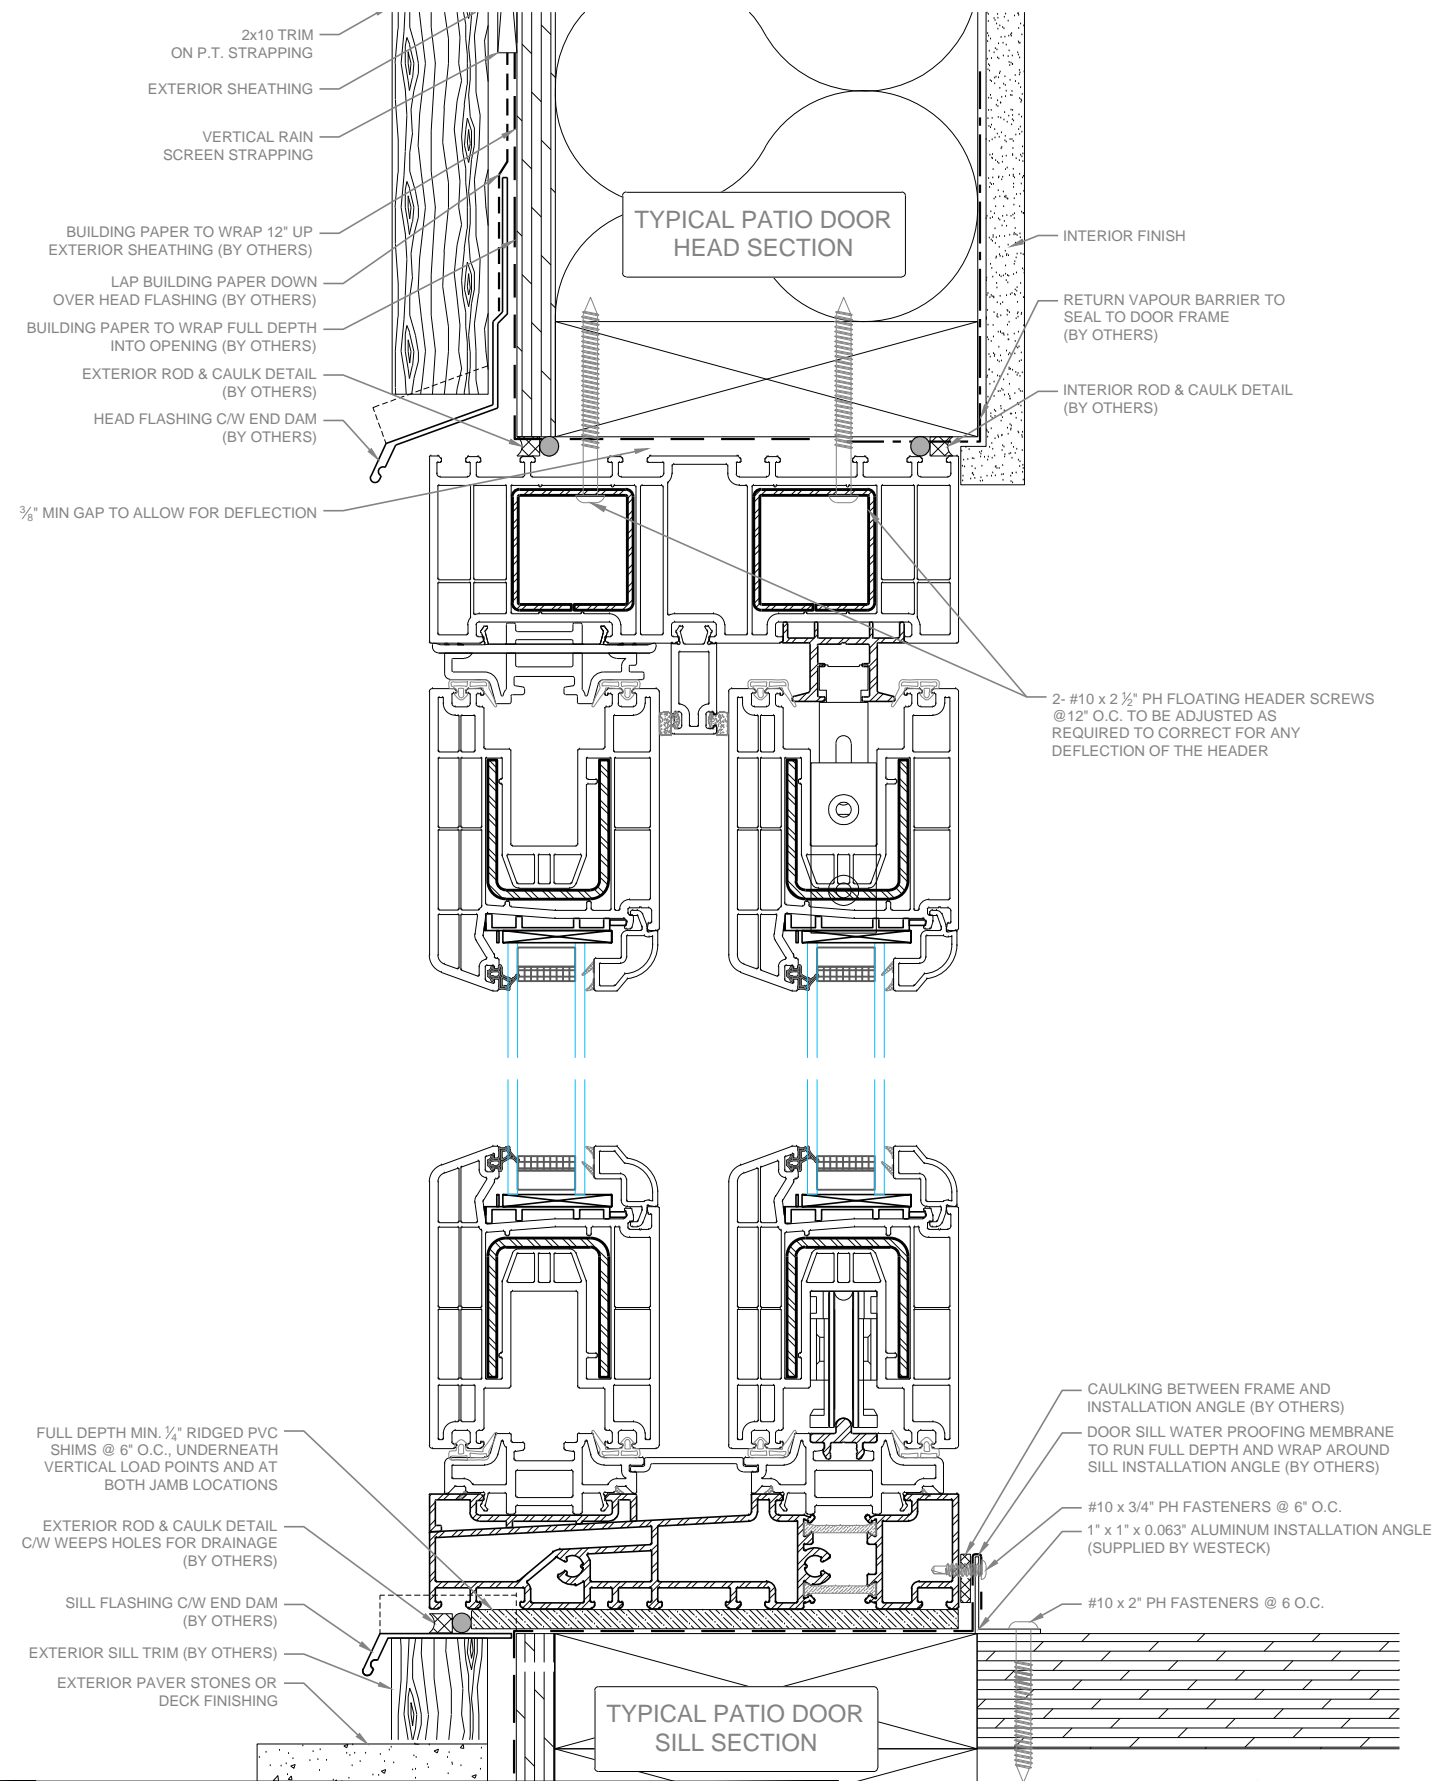 2x10 TRIM
ON P.T. STRAPPING
EXTERIOR SHEATHING
VERTICAL RAIN
SCREEN STRAPPING
BUILDING PAPER TO WRAP 12" UP
EXTERIOR SHEATHING (BY OTHERS)
LAP BUILDING PAPER DOWN
OVER HEAD FLASHING (BY OTHERS)
BUILDING PAPER TO WRAP FULL DEPTH
INTO OPENING (BY OTHERS)
EXTERIOR ROD & CAULK DETAIL
(BY OTHERS)
HEAD FLASHING C/W END DAM
(BY OTHERS)
⅜" MIN GAP TO ALLOW FOR DEFLECTION
TYPICAL PATIO DOOR
HEAD SECTION
INTERIOR FINISH
RETURN VAPOUR BARRIER TO
SEAL TO DOOR FRAME
(BY OTHERS)
INTERIOR ROD & CAULK DETAIL
(BY OTHERS)
2- #10 x 2 ½" PH FLOATING HEADER SCREWS
@12" O.C. TO BE ADJUSTED AS
REQUIRED TO CORRECT FOR ANY
DEFLECTION OF THE HEADER
FULL DEPTH MIN. ¼" RIDGED PVC
SHIMS @ 6" O.C., UNDERNEATH
VERTICAL LOAD POINTS AND AT
BOTH JAMB LOCATIONS
EXTERIOR ROD & CAULK DETAIL
C/W WEEPS HOLES FOR DRAINAGE
(BY OTHERS)
SILL FLASHING C/W END DAM
(BY OTHERS)
EXTERIOR SILL TRIM (BY OTHERS)
EXTERIOR PAVER STONES OR
DECK FINISHING
CAULKING BETWEEN FRAME AND
INSTALLATION ANGLE (BY OTHERS)
DOOR SILL WATER PROOFING MEMBRANE
TO RUN FULL DEPTH AND WRAP AROUND
SILL INSTALLATION ANGLE (BY OTHERS)
#10 x 3/4" PH FASTENERS @ 6" O.C.
1" x 1" x 0.063" ALUMINUM INSTALLATION ANGLE
(SUPPLIED BY WESTECK)
#10 x 2" PH FASTENERS @ 6 O.C.
TYPICAL PATIO DOOR
SILL SECTION